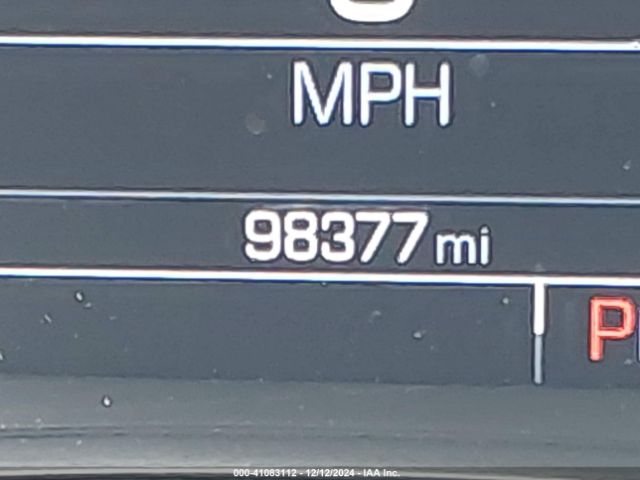 MPH
98377 mi
P
000-41083112 - 12/12/2024 - IAA Inc.